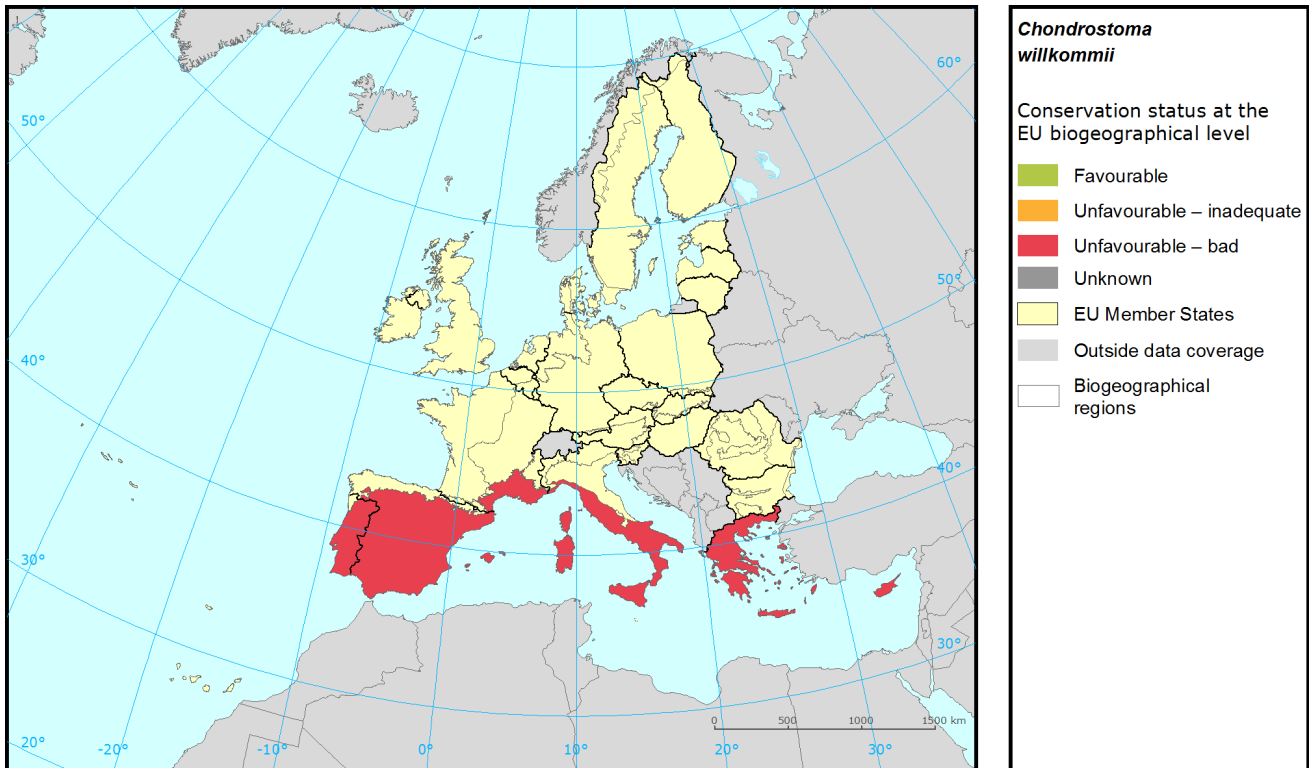 Chondrostoma
willkommii
Conservation status at the
EU biogeographical level
Favourable
Unfavourable – inadequate
Unfavourable – bad
Unknown
EU Member States
Outside data coverage
Biogeographical
regions
60°
50°
50°
40°
40°
30°
30°
20°
-20°
-10°
0°
10°
20°
30°
0
500
1000
1500 km